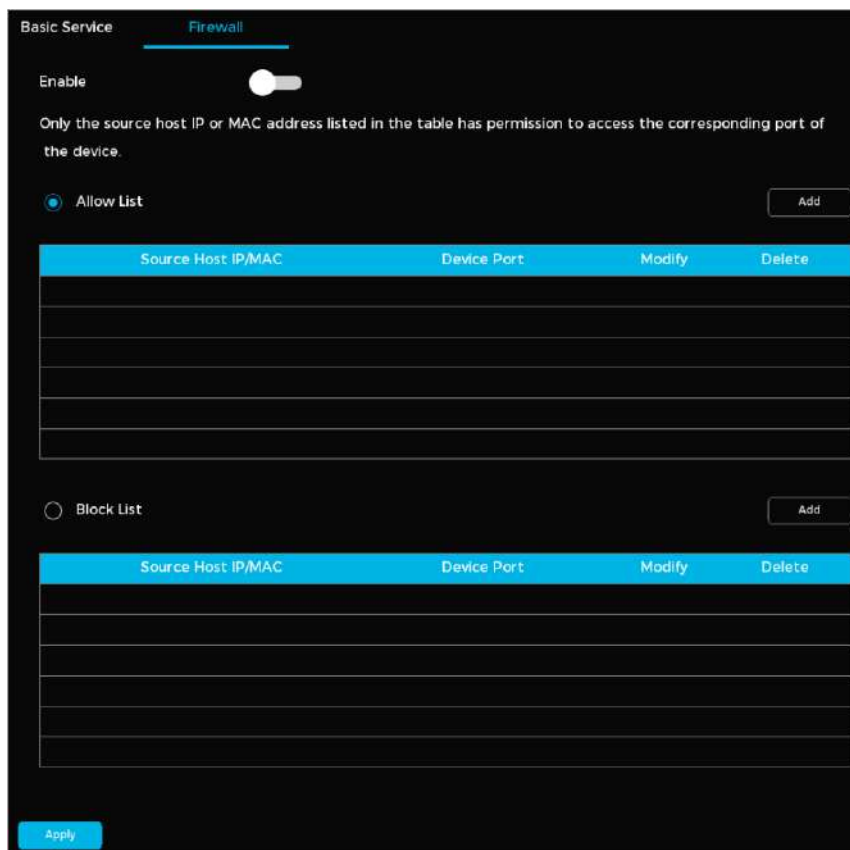 Basic Service Firewall
Enable
Only the source host IP or MAC address listed in the table has permission to access the corresponding port of
the device.
Allow List Add
Source Host IP/MAC Device Port Modify Delete
Block List Add
Source Host IP/MAC Device Port Modify Delete
Apply